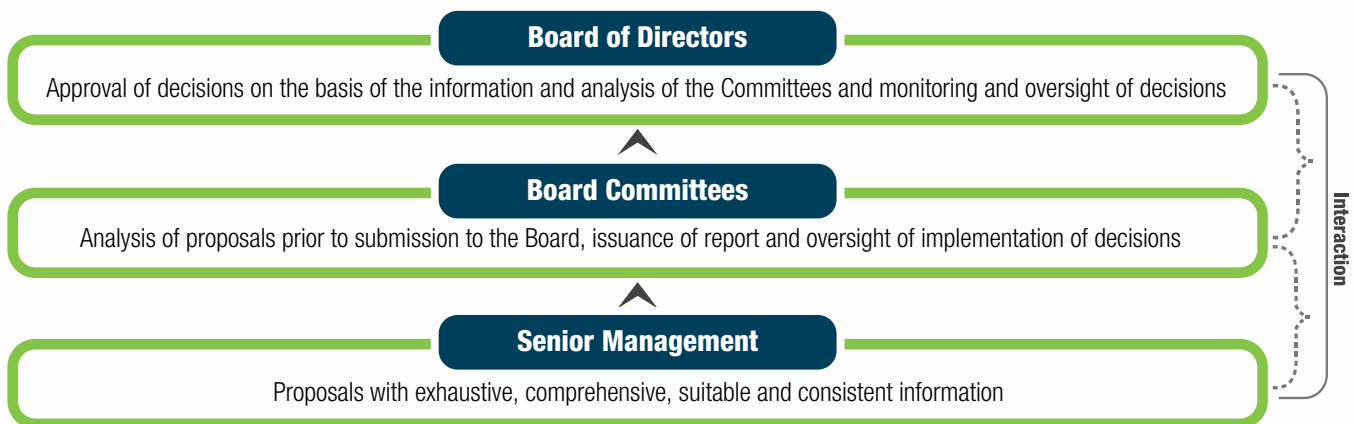 Board of Directors
Approval of decisions on the basis of the information and analysis of the Committees and monitoring and oversight of decisions
Board Committees
Analysis of proposals prior to submission to the Board, issuance of report and oversight of implementation of decisions
Senior Management
Proposals with exhaustive, comprehensive, suitable and consistent information
Interaction